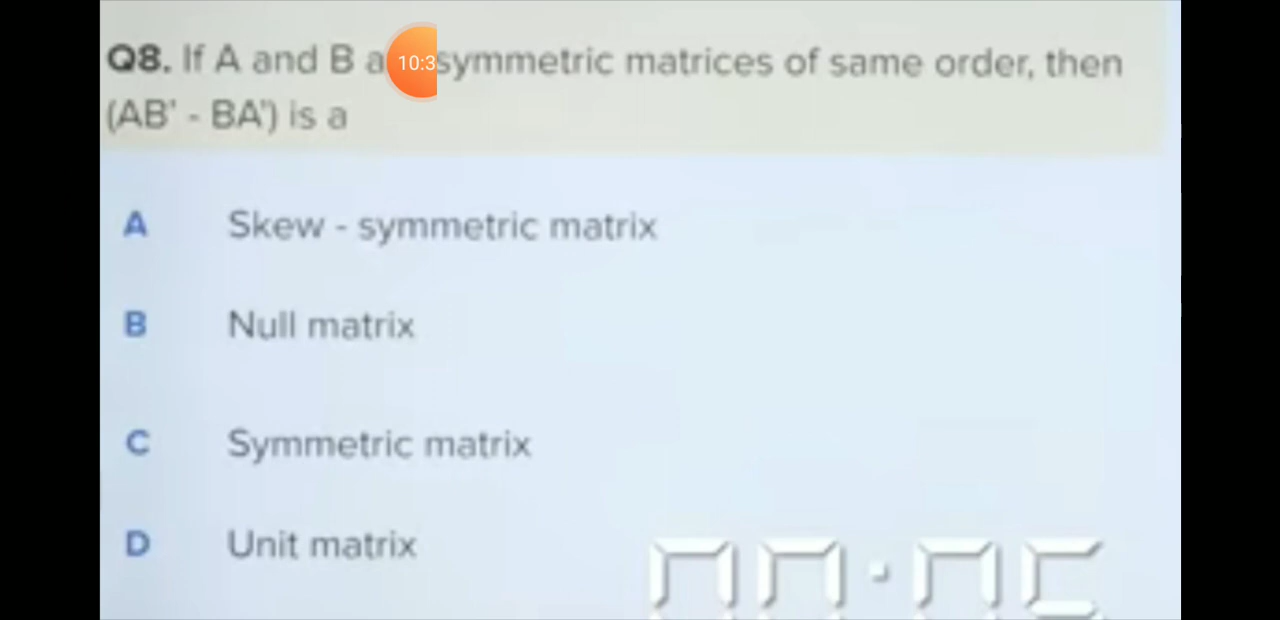 Q8. If A and B a 10:3 symmetric matrices of same order, then
(AB' - BA') is a
A Skew - symmetric matrix
B Null matrix
C Symmetric matrix
D Unit matrix